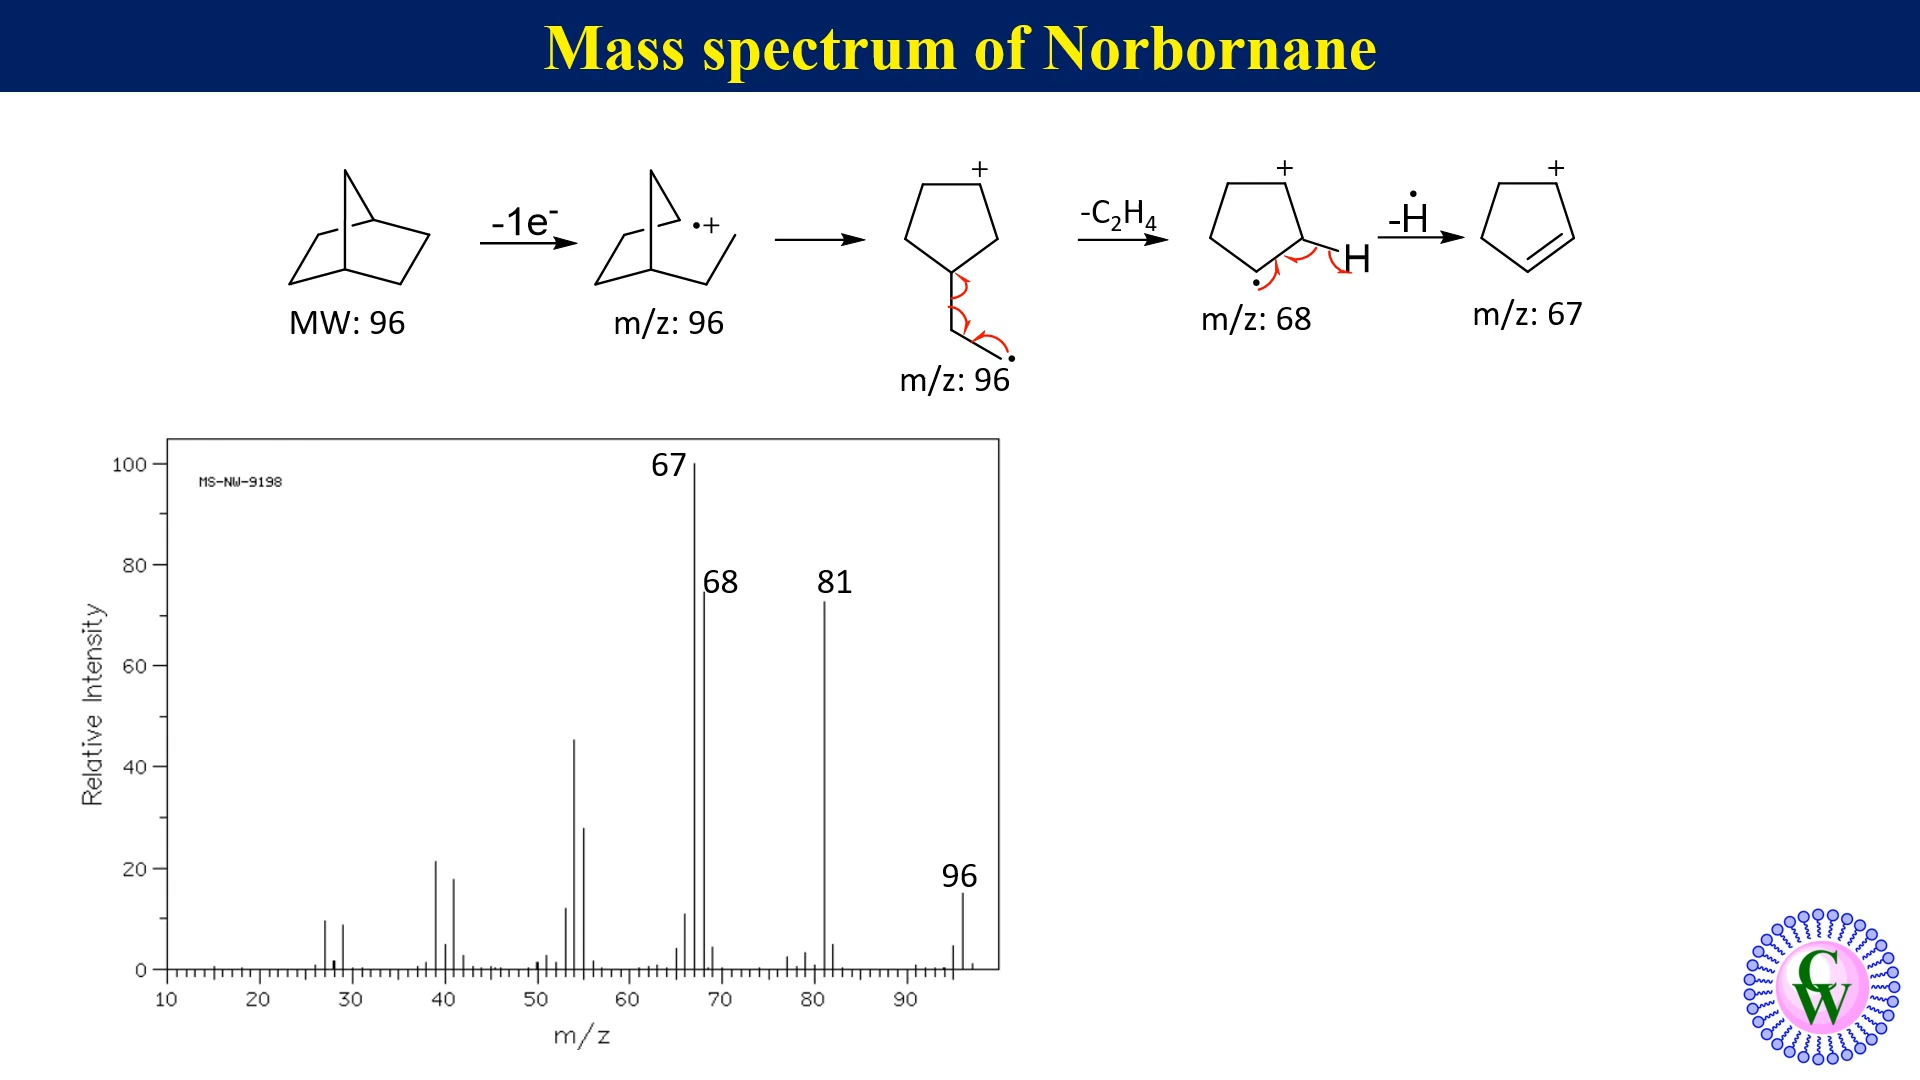 Mass spectrum of Norbornane
-1e⁻
•+
+
-C₂H₄
+
H
-Ḣ
+
MW: 96
m/z: 96
m/z: 96
m/z: 68
m/z: 67
MS-NW-9198
67
68
81
96
100
80
60
40
20
0
Relative Intensity
10 20 30 40 50 60 70 80 90
m/z
CW